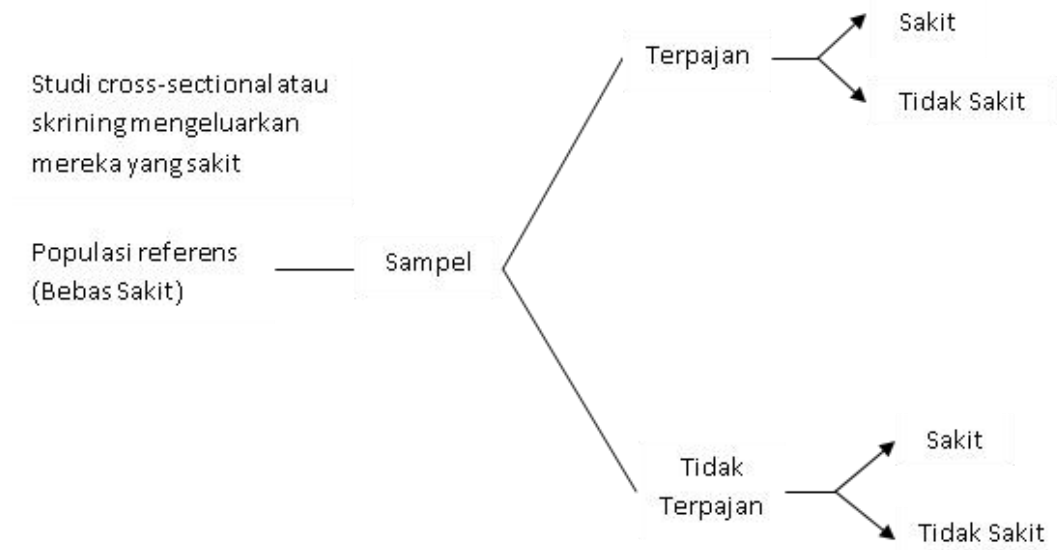 Studi cross-sectional atau
skrining mengeluarkan
mereka yang sakit
Populasi referens
(Bebas Sakit)
Sampel
Terpajan
Sakit
Tidak Sakit
Tidak
Terpajan
Sakit
Tidak Sakit